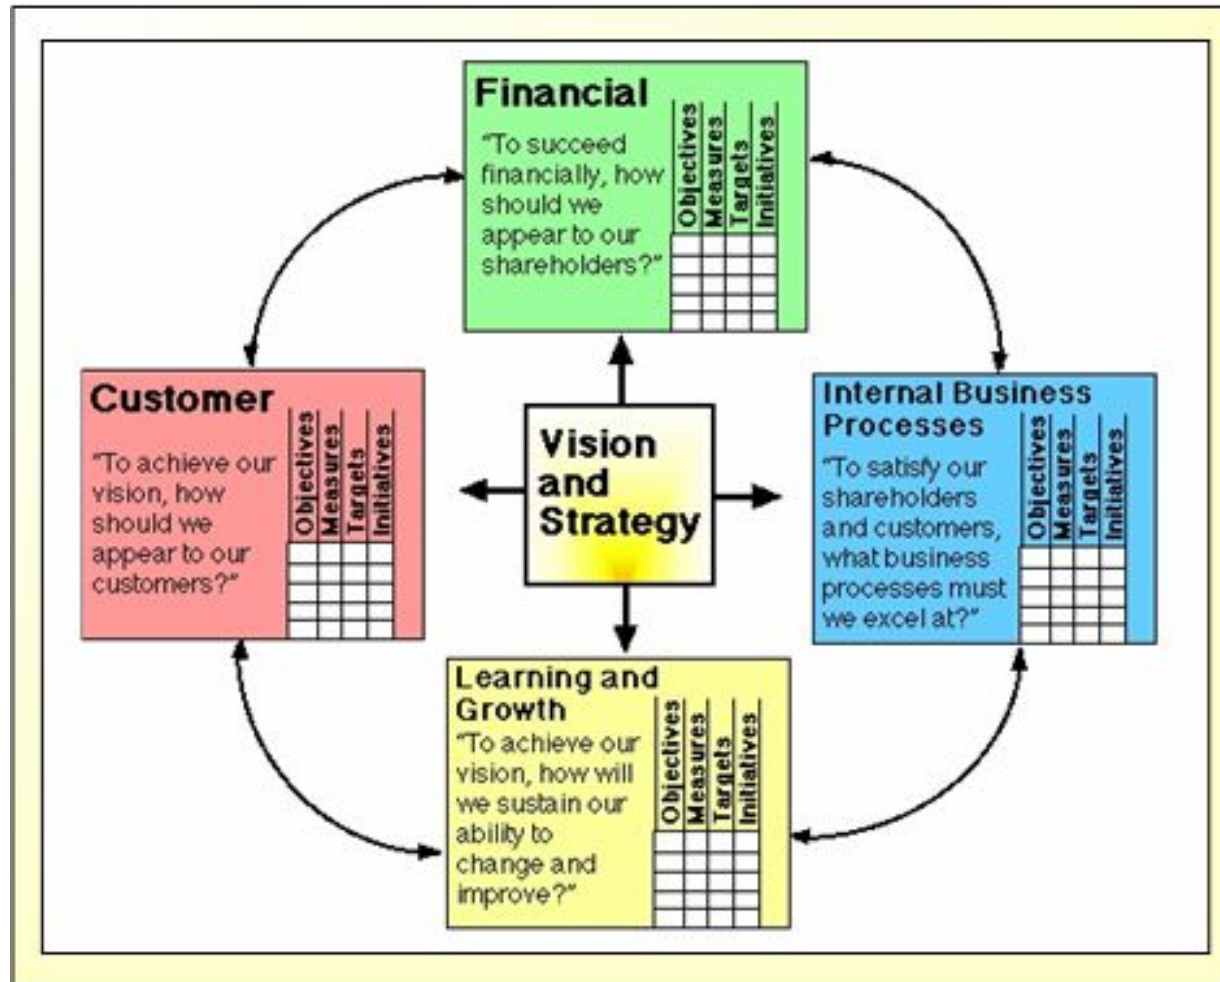 Financial
"To succeed
financially, how
should we
appear to our
shareholders?"
Objectives
Measures
Targets
Initiatives
Customer
"To achieve our
vision, how
should we
appear to our
customers?"
Objectives
Measures
Targets
Initiatives
Vision
and
Strategy
Internal Business
Processes
"To satisfy our
shareholders
and customers,
what business
processes must
we excel at?"
Objectives
Measures
Targets
Initiatives
Learning and
Growth
"To achieve our
vision, how will
we sustain our
ability to
change and
improve?"
Objectives
Measures
Targets
Initiatives